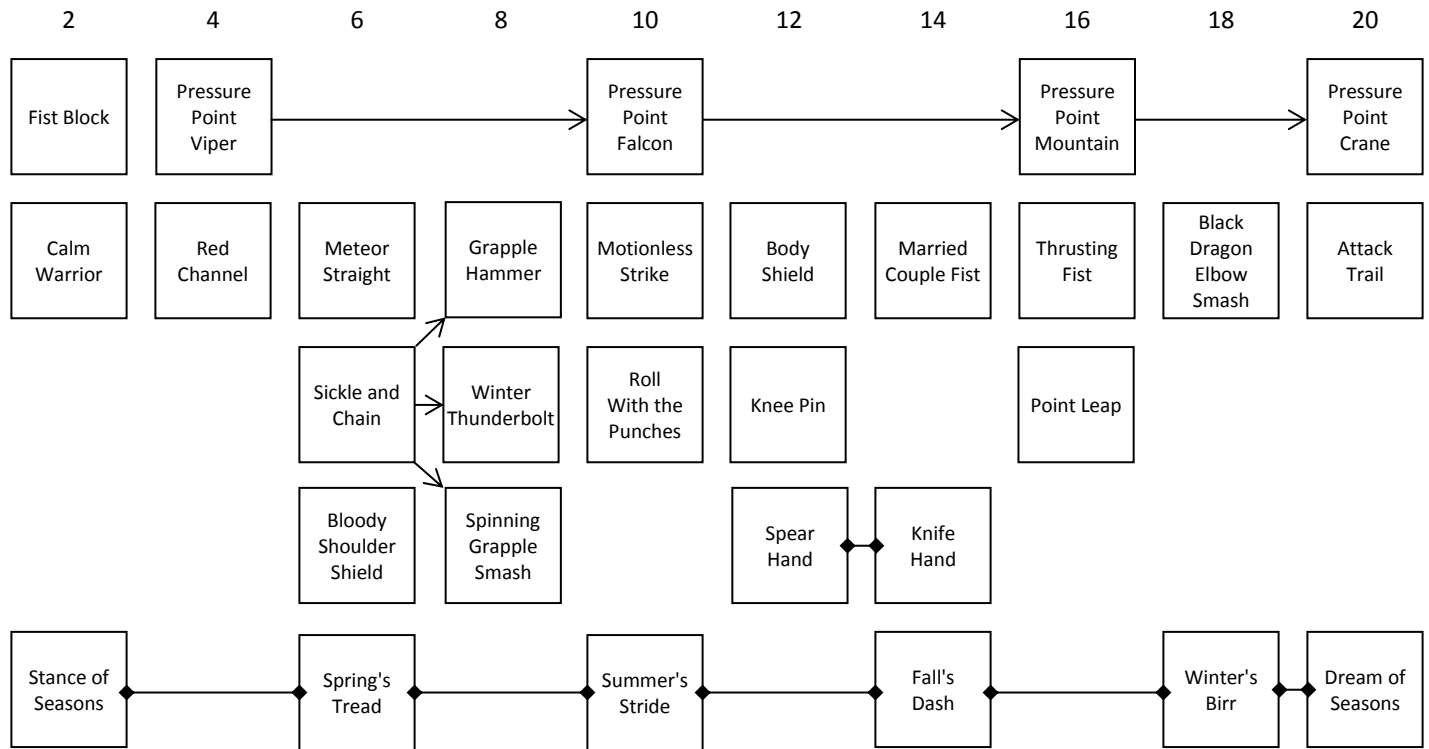 2 4 6 8 10 12 14 16 18 20
Fist Block
Pressure
Point
Viper
Pressure
Point
Falcon
Pressure
Point
Mountain
Pressure
Point
Crane
Calm
Warrior
Red
Channel
Meteor
Straight
Grapple
Hammer
Motionless
Strike
Body
Shield
Married
Couple Fist
Thrusting
Fist
Black
Dragon
Elbow
Smash
Attack
Trail
Sickle and
Chain
Winter
Thunderbolt
Roll
With the
Punches
Knee Pin
Point Leap
Bloody
Shoulder
Shield
Spinning
Grapple
Smash
Spear
Hand
Knife
Hand
Stance of
Seasons
Spring's
Tread
Summer's
Stride
Fall's
Dash
Winter's
Birr
Dream of
Seasons